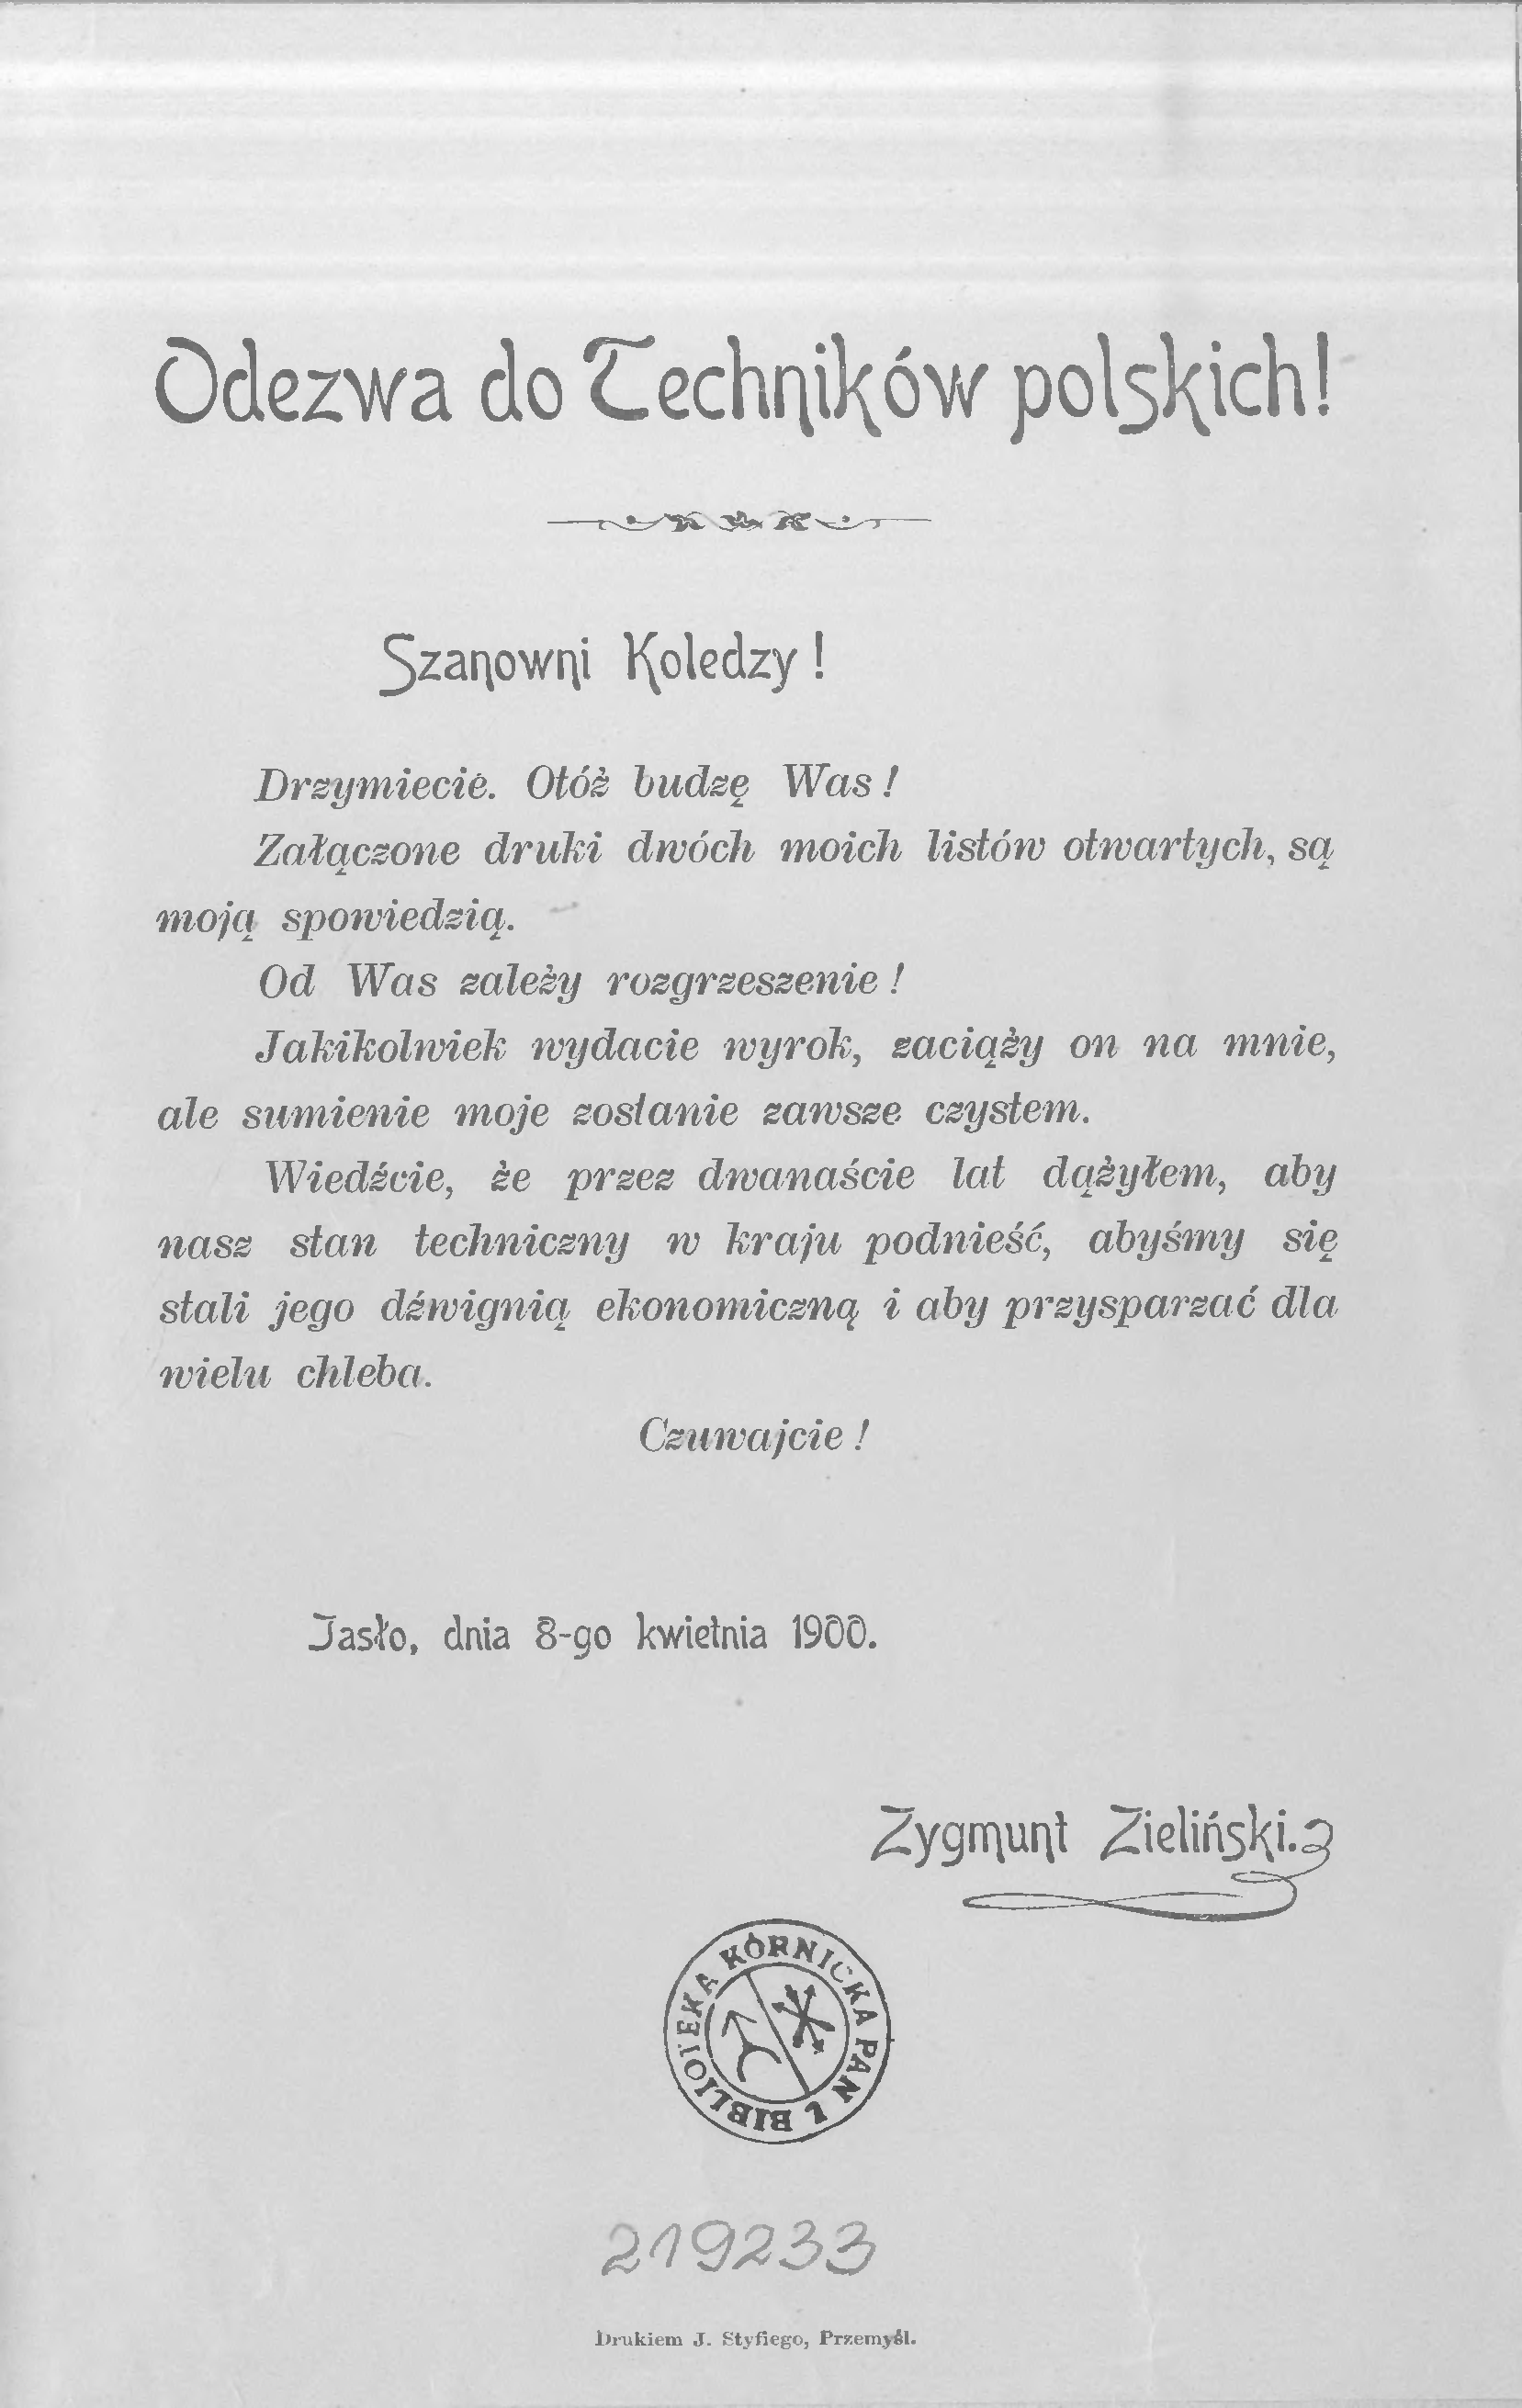 Odezwa do Techników polskich!
Szanowni Koledzy !
Drzymiecie. Otóż budzę Was !
Załączone druki dwóch moich listów otwartych, są
moją spowiedzią.
Od Was zależy rozgrzeszenie !
Jakikolwiek wydacie wyrok, zaciąży on na mnie,
ale sumienie moje zostanie zawsze czystem.
Wiedźcie, że przez dwanaście lat dążyłem, aby
nasz stan techniczny w kraju podnieść, abyśmy się
stali jego dźwignią ekonomiczną i aby przysparzać dla
wielu chleba.
Czuwajcie !
Jasło, dnia 8-go kwietnia 1900.
Zygmunt Zieliński.
BIBLIOTEKA KÓRNICKA PAN Ł
219233
Drukiem J. Styfiego, Przemyśl.